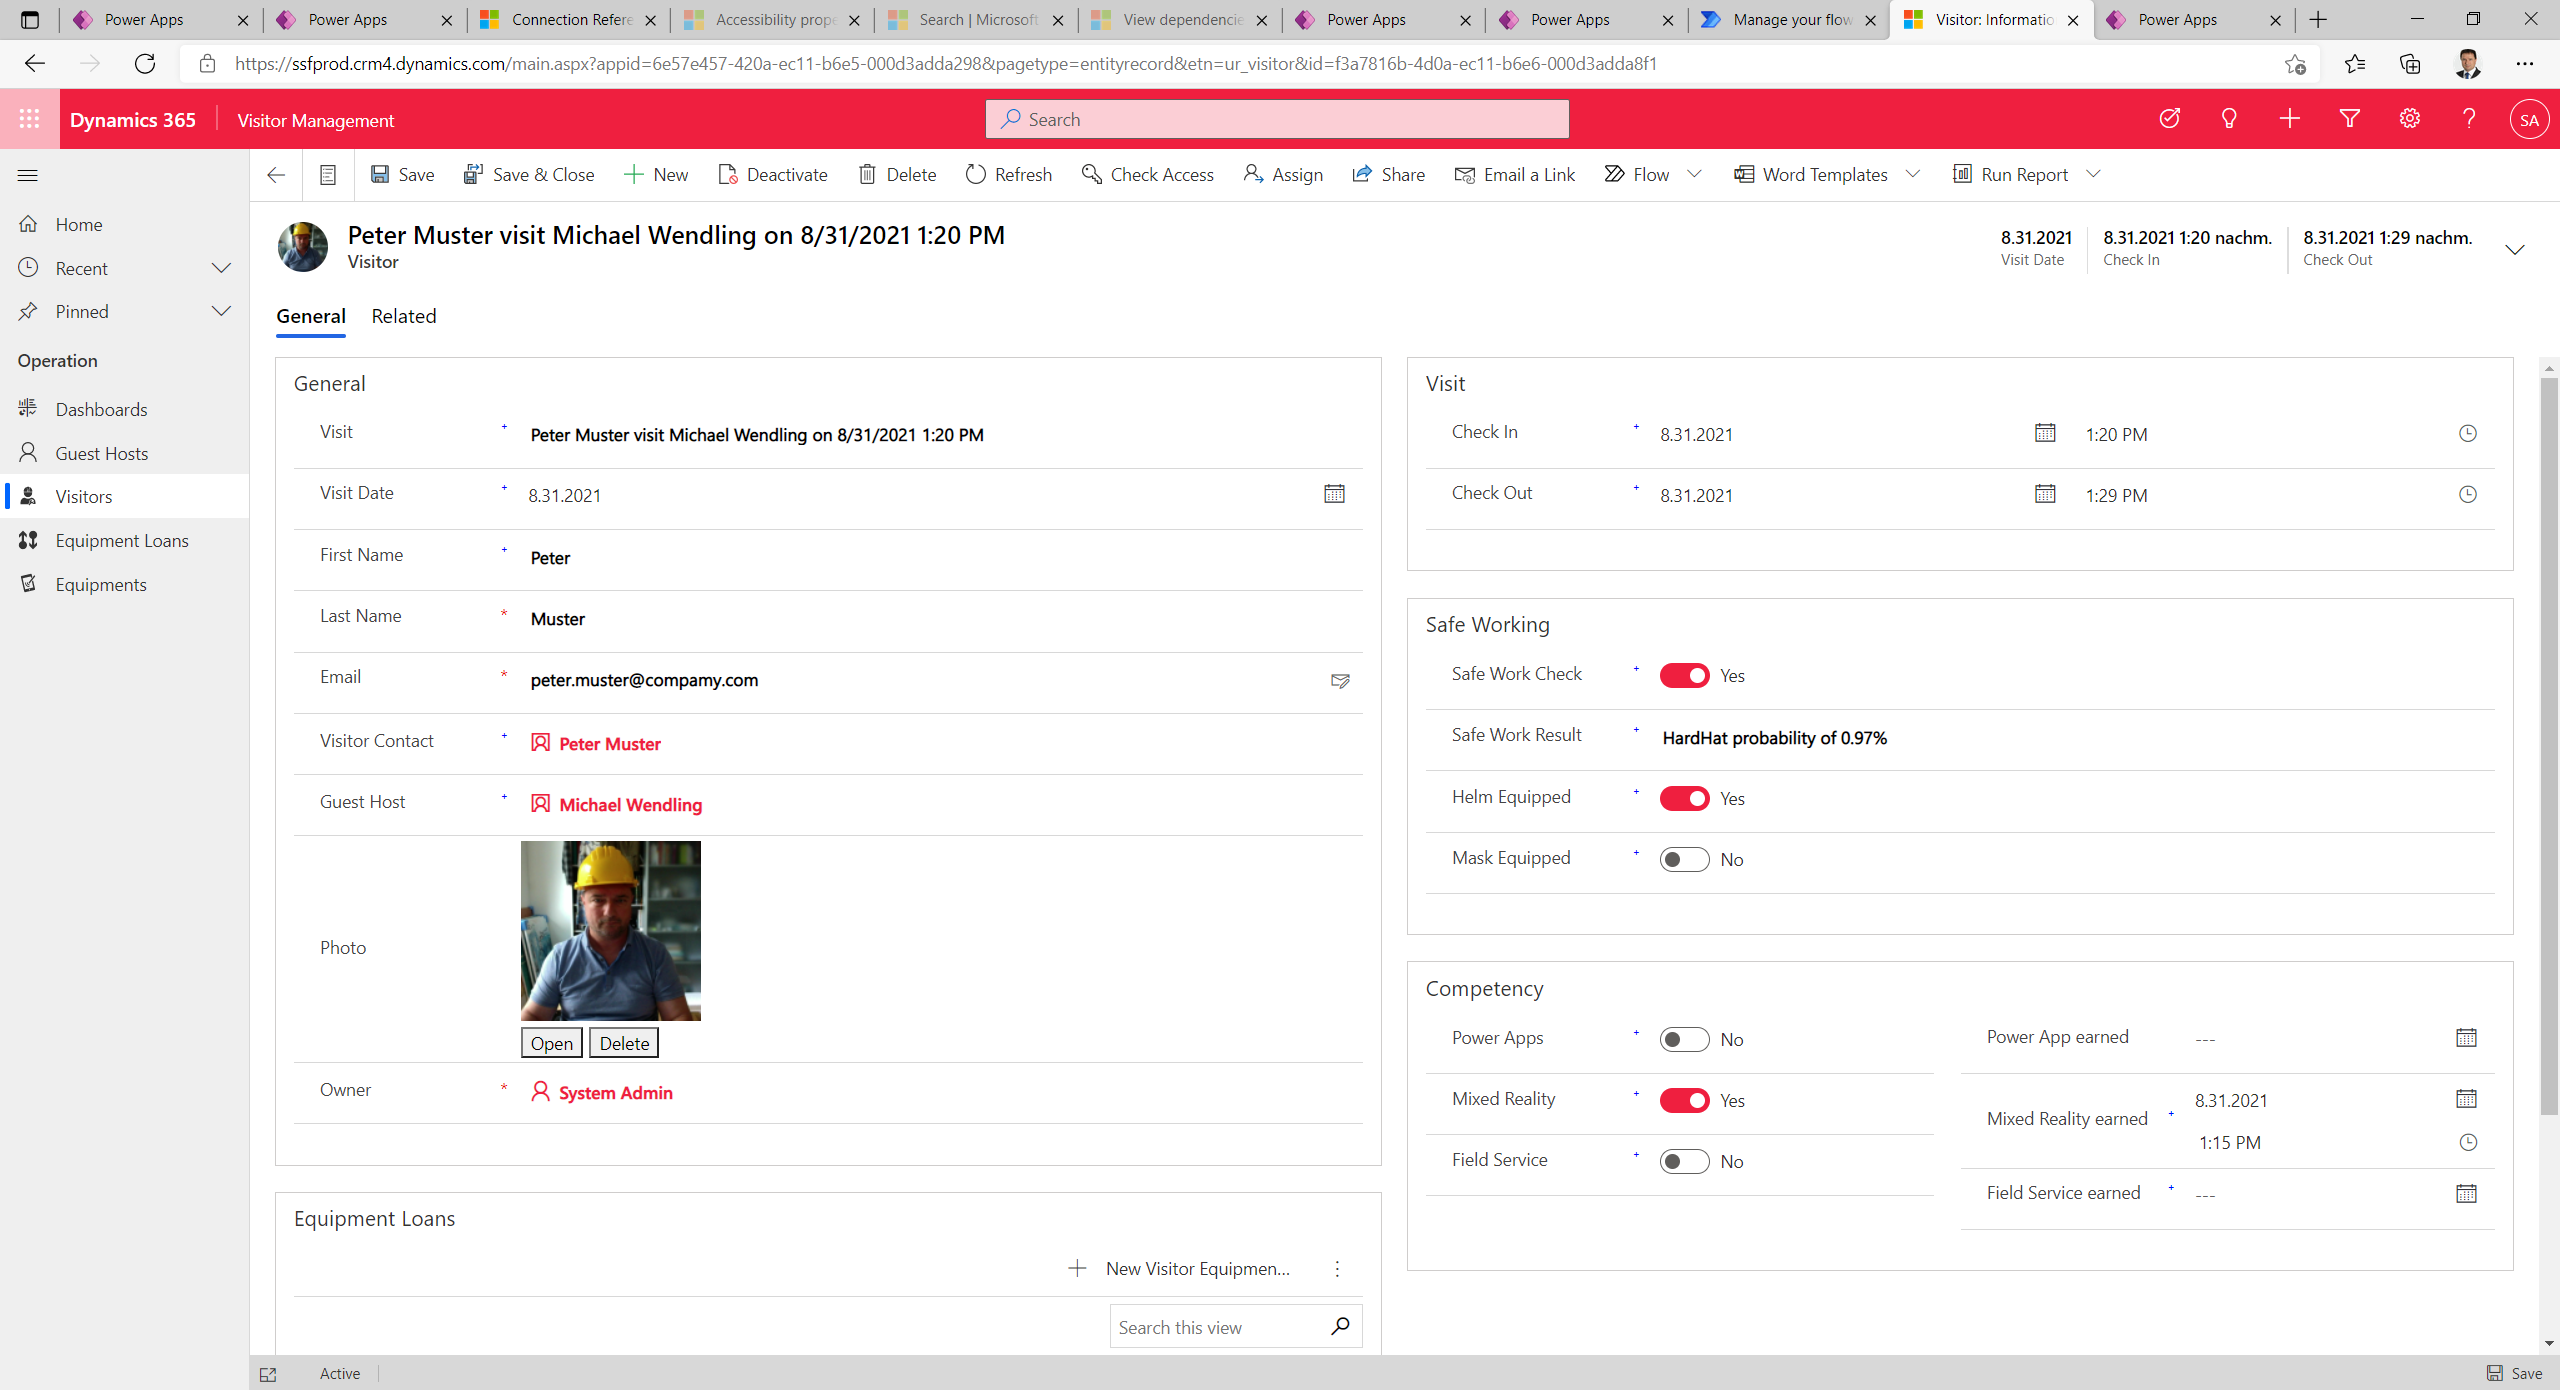 Power Apps
Power Apps
Connection Refere
Accessibility prope
Search | Microsoft
View dependencie
Power Apps
Power Apps
Manage your flow
Visitor: Informatio
Power Apps
https://ssfprod.crm4.dynamics.com/main.aspx?appid=6e57e457-420a-ec11-b6e5-000d3adda298&pagetype=entityrecord&etn=ur_visitor&id=f3a7816b-4d0a-ec11-b6e6-000d3adda8f1
Dynamics 365
Visitor Management
Search
SA
Save
Save & Close
New
Deactivate
Delete
Refresh
Check Access
Assign
Share
Email a Link
Flow
Word Templates
Run Report
Home
Recent
Pinned
Operation
Dashboards
Guest Hosts
Visitors
Equipment Loans
Equipments
Peter Muster visit Michael Wendling on 8/31/2021 1:20 PM
Visitor
8.31.2021
Visit Date
8.31.2021 1:20 nachm.
Check In
8.31.2021 1:29 nachm.
Check Out
General
Related
General
Visit + Peter Muster visit Michael Wendling on 8/31/2021 1:20 PM
Visit Date + 8.31.2021
First Name + Peter
Last Name * Muster
Email * peter.muster@compamy.com
Visitor Contact + Peter Muster
Guest Host + Michael Wendling
Photo
Open Delete
Owner * System Admin
Equipment Loans
New Visitor Equipmen...
Search this view
Visit
Check In + 8.31.2021 1:20 PM
Check Out + 8.31.2021 1:29 PM
Safe Working
Safe Work Check + Yes
Safe Work Result + HardHat probability of 0.97%
Helm Equipped + Yes
Mask Equipped + No
Competency
Power Apps + No
Mixed Reality + Yes
Field Service + No
Power App earned ---
Mixed Reality earned + 8.31.2021
1:15 PM
Field Service earned + ---
Active
Save